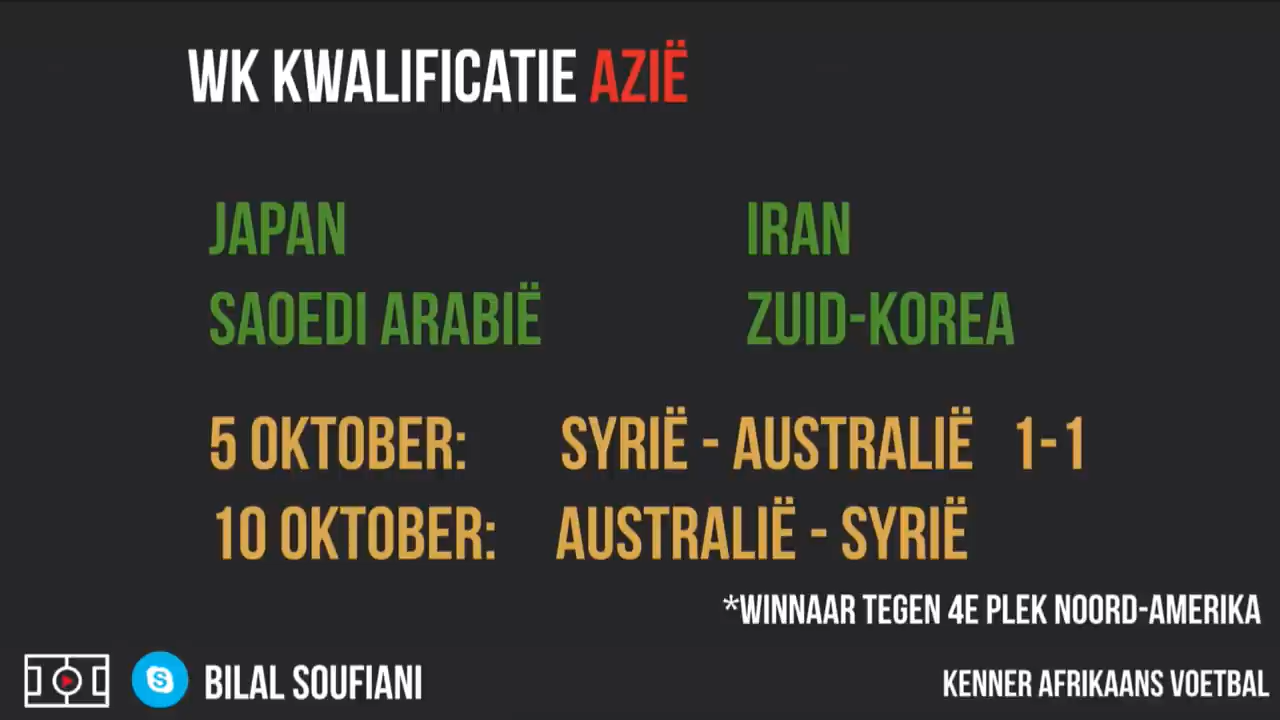 WK KWALIFICATIE AZIË
JAPAN IRAN
SAOEDI ARABIË ZUID-KOREA
5 OKTOBER: SYRIË - AUSTRALIË 1-1
10 OKTOBER: AUSTRALIË - SYRIË
*WINNAAR TEGEN 4E PLEK NOORD-AMERIKA
BILAL SOUFIANI KENNER AFRIKAANS VOETBAL